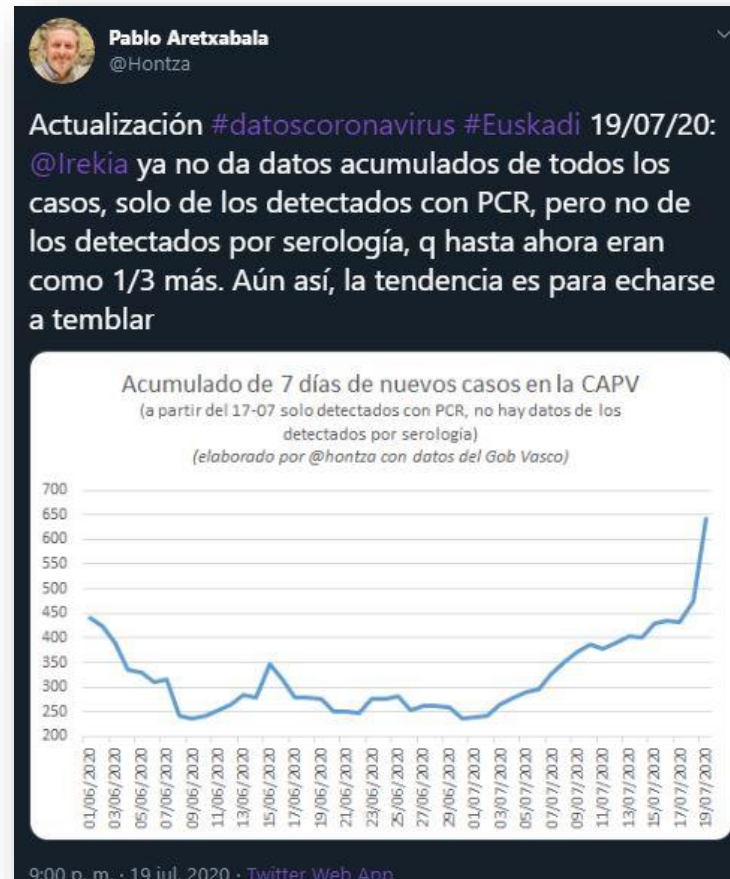 Pablo Aretxabala
@Hontza
Actualización #datoscoronavirus #Euskadi 19/07/20:
@Irekia ya no da datos acumulados de todos los
casos, solo de los detectados con PCR, pero no de
los detectados por serología, q hasta ahora eran
como 1/3 más. Aún así, la tendencia es para echarse
a temblar
Acumulado de 7 días de nuevos casos en la CAPV
(a partir del 17-07 solo detectados con PCR, no hay datos de los
detectados por serología)
(elaborado por @hontza con datos del Gob Vasco)
700
650
600
550
500
450
400
350
300
250
200
01/06/2020
03/06/2020
05/06/2020
07/06/2020
09/06/2020
11/06/2020
13/06/2020
15/06/2020
17/06/2020
19/06/2020
21/06/2020
23/06/2020
25/06/2020
27/06/2020
29/06/2020
01/07/2020
03/07/2020
05/07/2020
07/07/2020
09/07/2020
11/07/2020
13/07/2020
15/07/2020
17/07/2020
19/07/2020
9:00 p. m. · 19 jul. 2020 · Twitter Web App